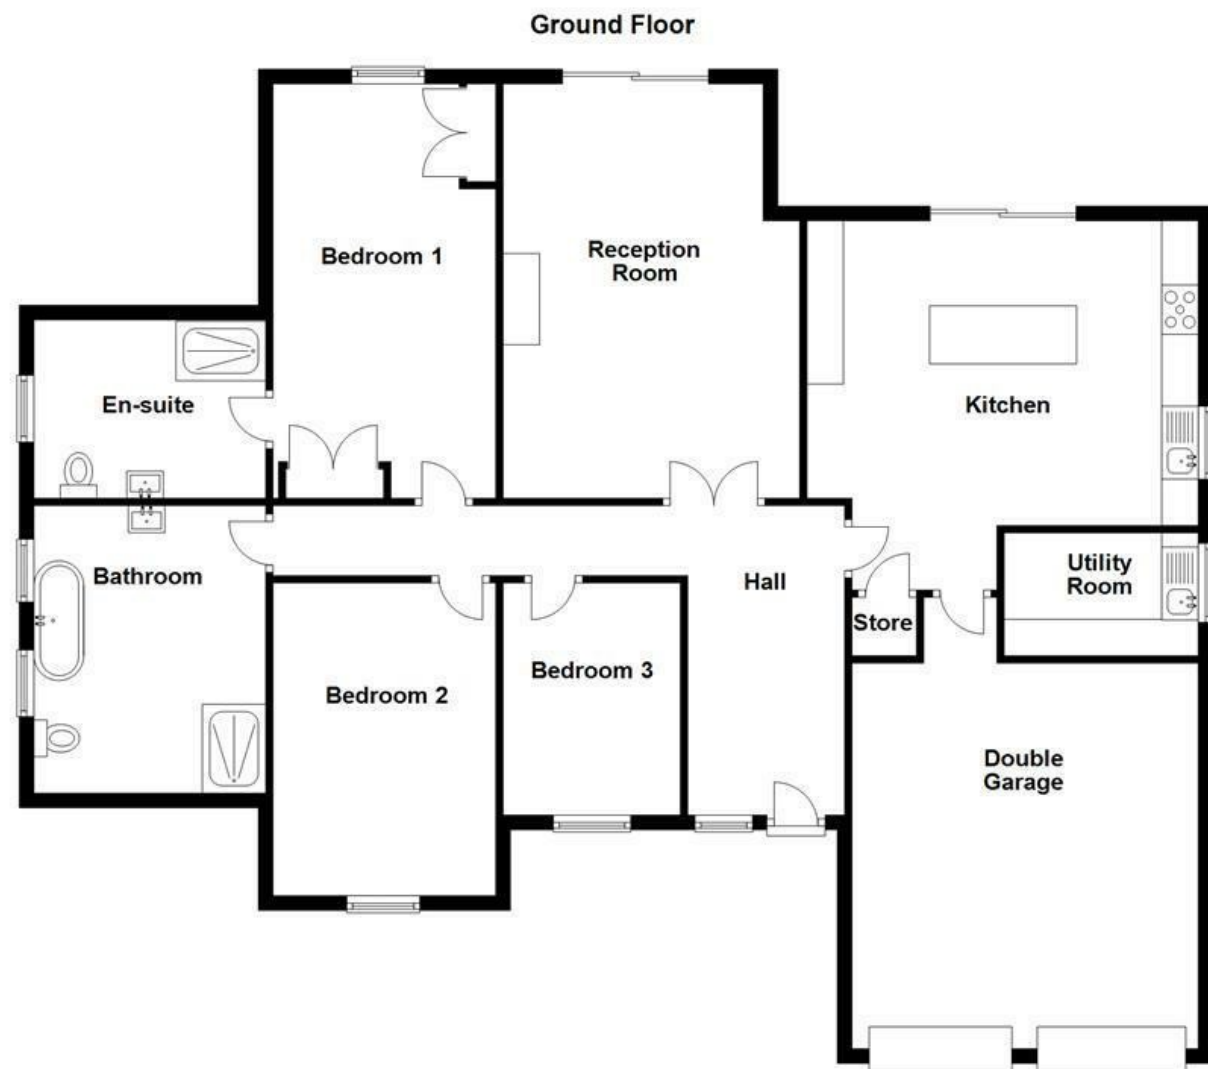 Ground Floor
Bedroom 1
Reception
Room
En-suite
Kitchen
Bathroom
Hall
Utility
Room
Store
Bedroom 2
Bedroom 3
Double
Garage